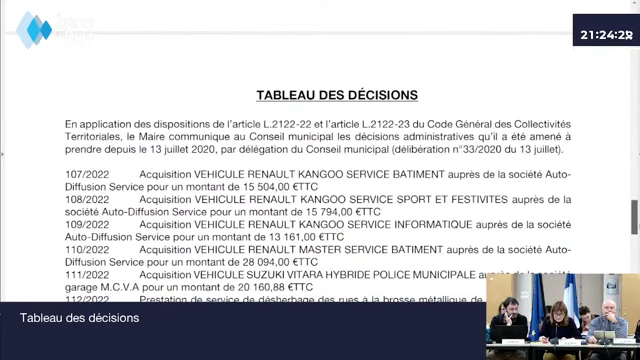 21:24:25
TABLEAU DES DÉCISIONS
En application des dispositions de l'article L.2122-22 et l'article L.2122-23 du Code Général des Collectivités
Territoriales, le Maire communique au Conseil municipal les décisions administratives qu'il a été amené à
prendre depuis le 13 juillet 2020, par délégation du Conseil municipal (délibération n°33/2020 du 13 juillet).
107/2022 Acquisition VEHICULE RENAULT KANGOO SERVICE BATIMENT auprès de la société Auto-
Diffusion Service pour un montant de 15 504,00 €TTC
108/2022 Acquisition VEHICULE RENAULT KANGOO SERVICE SPORT ET FESTIVITES auprès de la
société Auto-Diffusion Service pour un montant de 15 794,00 €TTC
109/2022 Acquisition VEHICULE RENAULT KANGOO SERVICE INFORMATIQUE auprès de la société
Auto-Diffusion Service pour un montant de 13 161,00 €TTC
110/2022 Acquisition VEHICULE RENAULT MASTER SERVICE BATIMENT auprès de la société Auto-
Diffusion Service pour un montant de 28 094,00 €TTC
111/2022 Acquisition VEHICULE SUZUKI VITARA HYBRIDE POLICE MUNICIPALE auprès de la société
garage M.C.V.A pour un montant de 20 160,88 €TTC
112/2022 Prestation de service de désherbage des rues à la brosse métallique de
Tableau des décisions